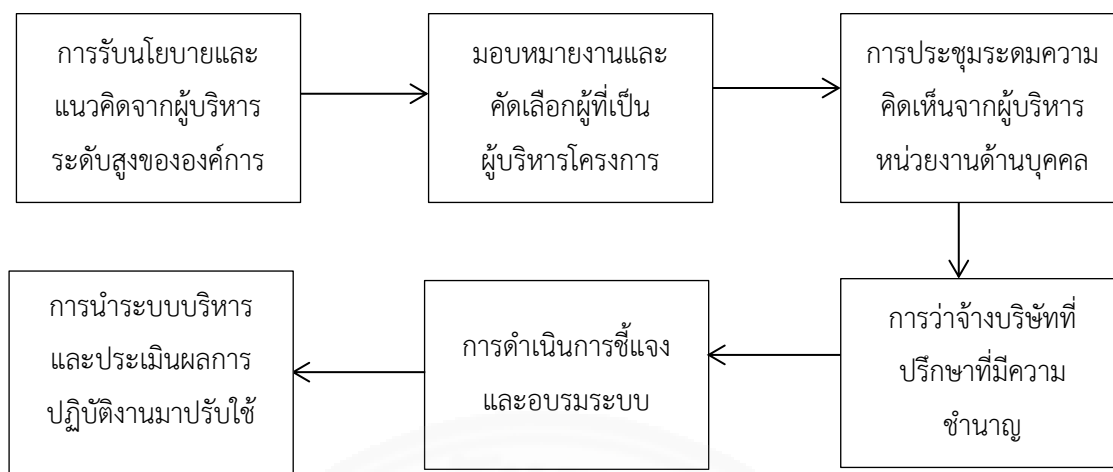 การรับนโยบายและ
แนวคิดจากผู้บริหาร
ระดับสูงขององค์การ
มอบหมายงานและ
คัดเลือกผู้ที่เป็น
ผู้บริหารโครงการ
การประชุมระดมความ
คิดเห็นจากผู้บริหาร
หน่วยงานด้านบุคคล
การว่าจ้างบริษัทที่
ปรึกษาที่มีความ
ชำนาญ
การดำเนินการชี้แจง
และอบรมระบบ
การนำระบบบริหาร
และประเมินผลการ
ปฏิบัติงานมาปรับใช้